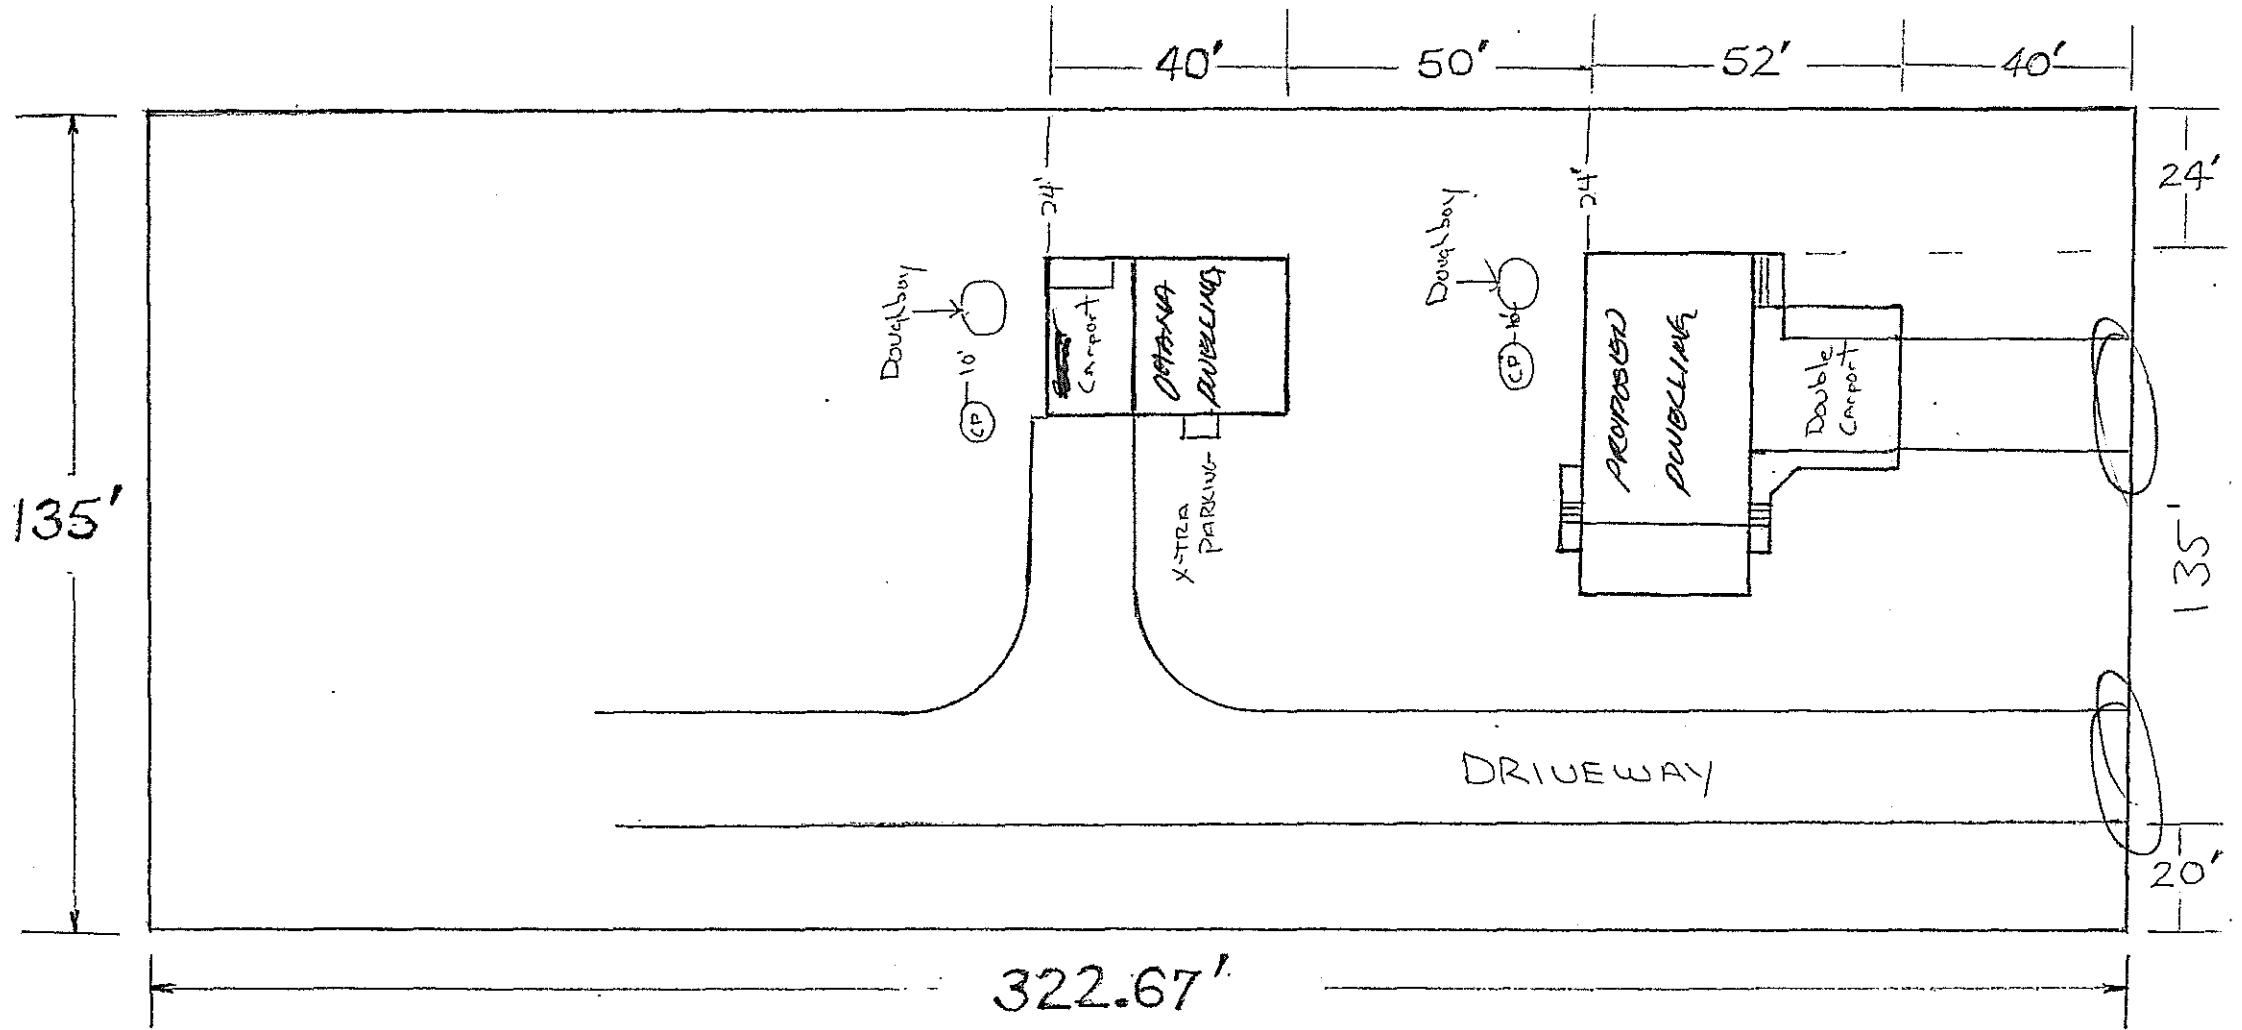 40'
50'
52'
40'
24'
24'
24'
Doughboy
Doughboy
10'
CP
10'
CP
Carport
OHANA
DWELLING
PROPOSED
DWELLING
Double
Carport
X-TRA
PARKING
135'
135'
DRIVEWAY
20'
322.67'